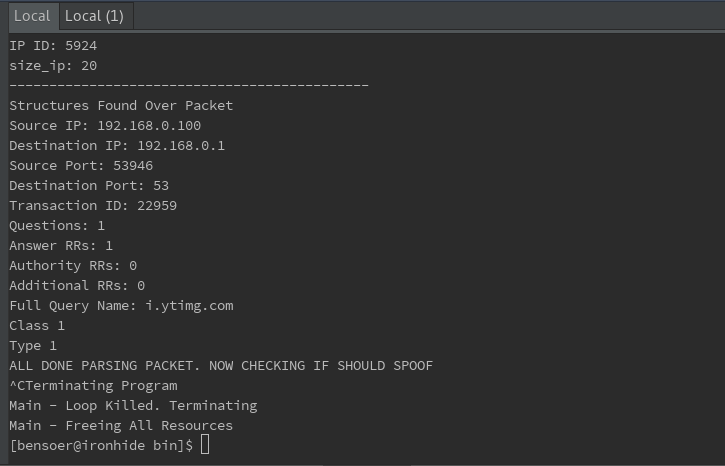 Local Local (1)
IP ID: 5924
size_ip: 20
---------------------------------------------
Structures Found Over Packet
Source IP: 192.168.0.100
Destination IP: 192.168.0.1
Source Port: 53946
Destination Port: 53
Transaction ID: 22959
Questions: 1
Answer RRs: 1
Authority RRs: 0
Additional RRs: 0
Full Query Name: i.ytimg.com
Class 1
Type 1
ALL DONE PARSING PACKET. NOW CHECKING IF SHOULD SPOOF
^CTerminating Program
Main - Loop Killed. Terminating
Main - Freeing All Resources
[bensoer@ironhide bin]$